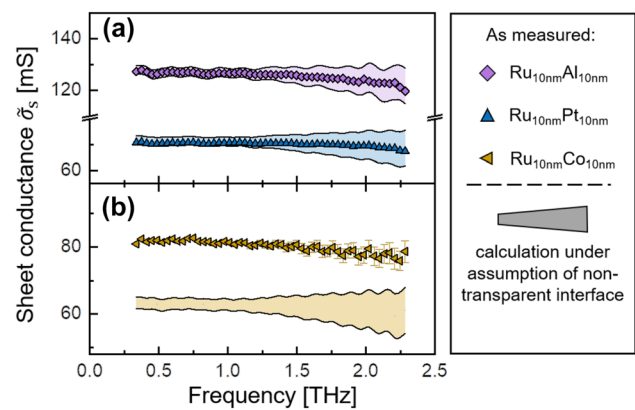 (a)
140
120
60
Sheet conductance σ̃s [mS]
(b)
80
60
0.0 0.5 1.0 1.5 2.0 2.5
Frequency [THz]
As measured:
Ru10nmAl10nm
Ru10nmPt10nm
Ru10nmCo10nm
calculation under
assumption of non-
transparent interface